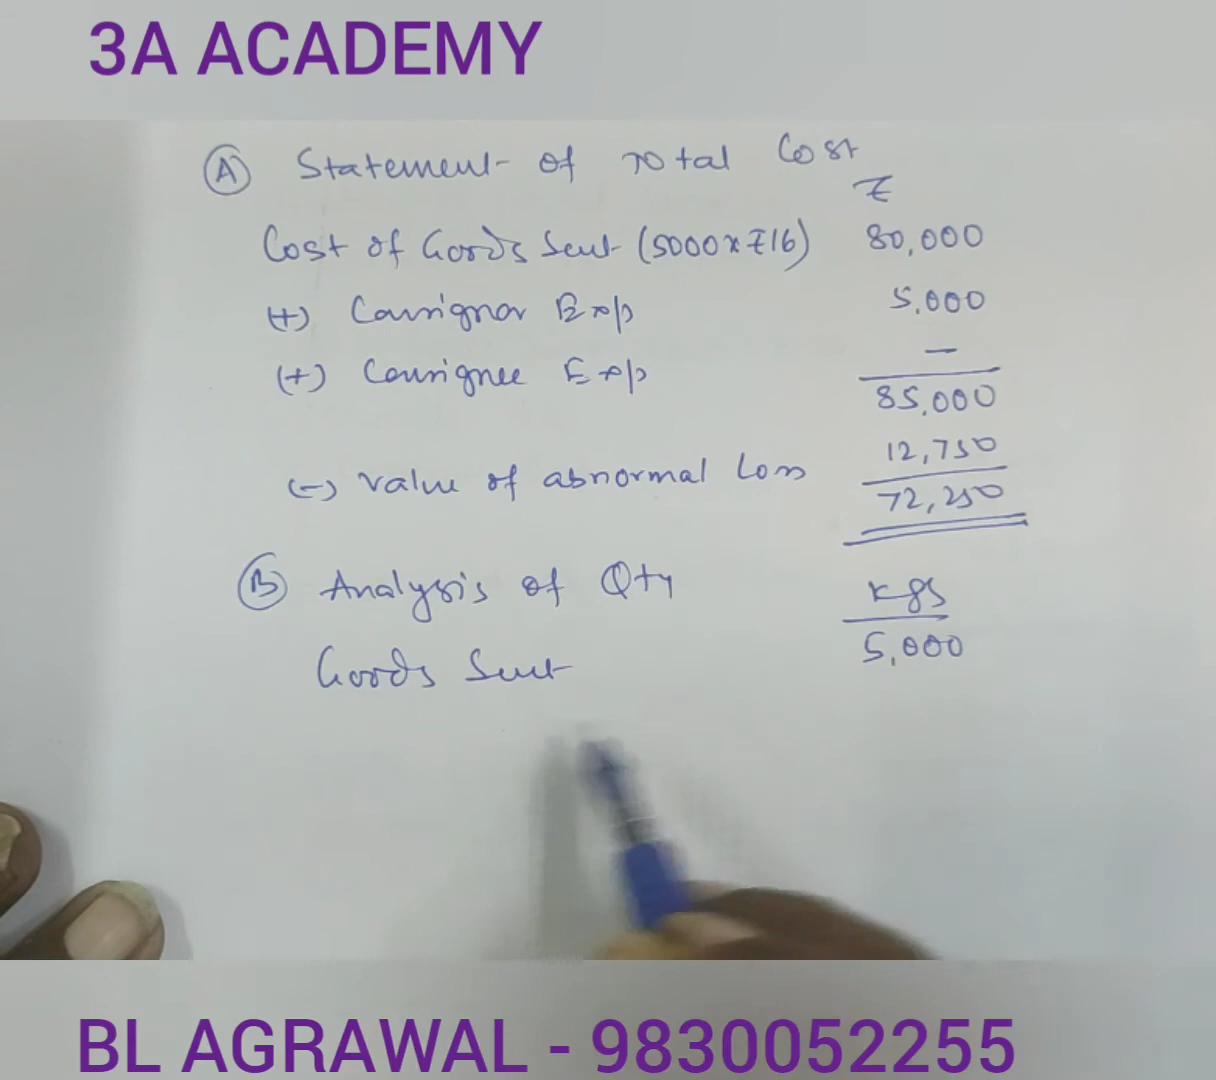 3A ACADEMY
Ⓐ Statement of Total Cost
₹
Cost of Goods Sent (5000 x ₹16) 80,000
(+) Consignor Exp 5,000
(+) Consignee Exp —
85,000
(-) Value of abnormal Loss 12,750
72,250
Ⓑ Analysis of Qty Kgs
Goods Sent 5,000
BL AGRAWAL - 9830052255